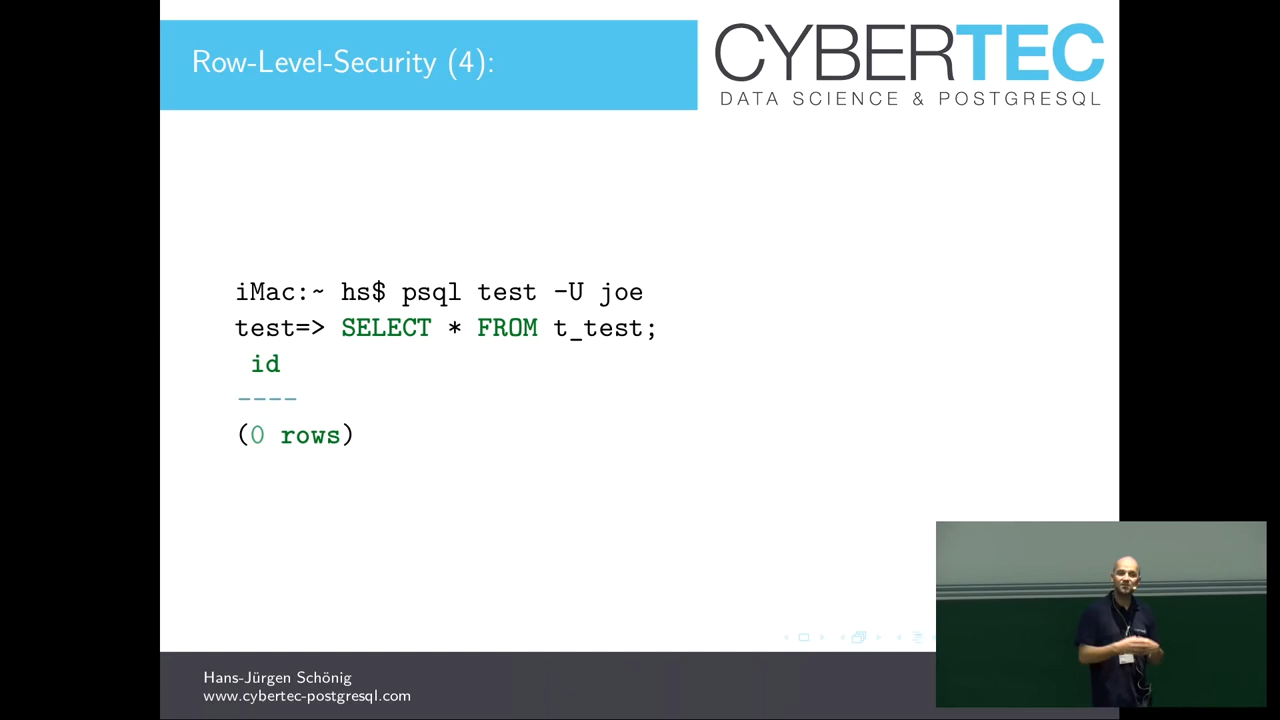 Row-Level-Security (4):
CYBERTEC
DATA SCIENCE & POSTGRESQL
iMac:~ hs$ psql test -U joe
test=> SELECT * FROM t_test;
id
----
(0 rows)
Hans-Jürgen Schönig
www.cybertec-postgresql.com